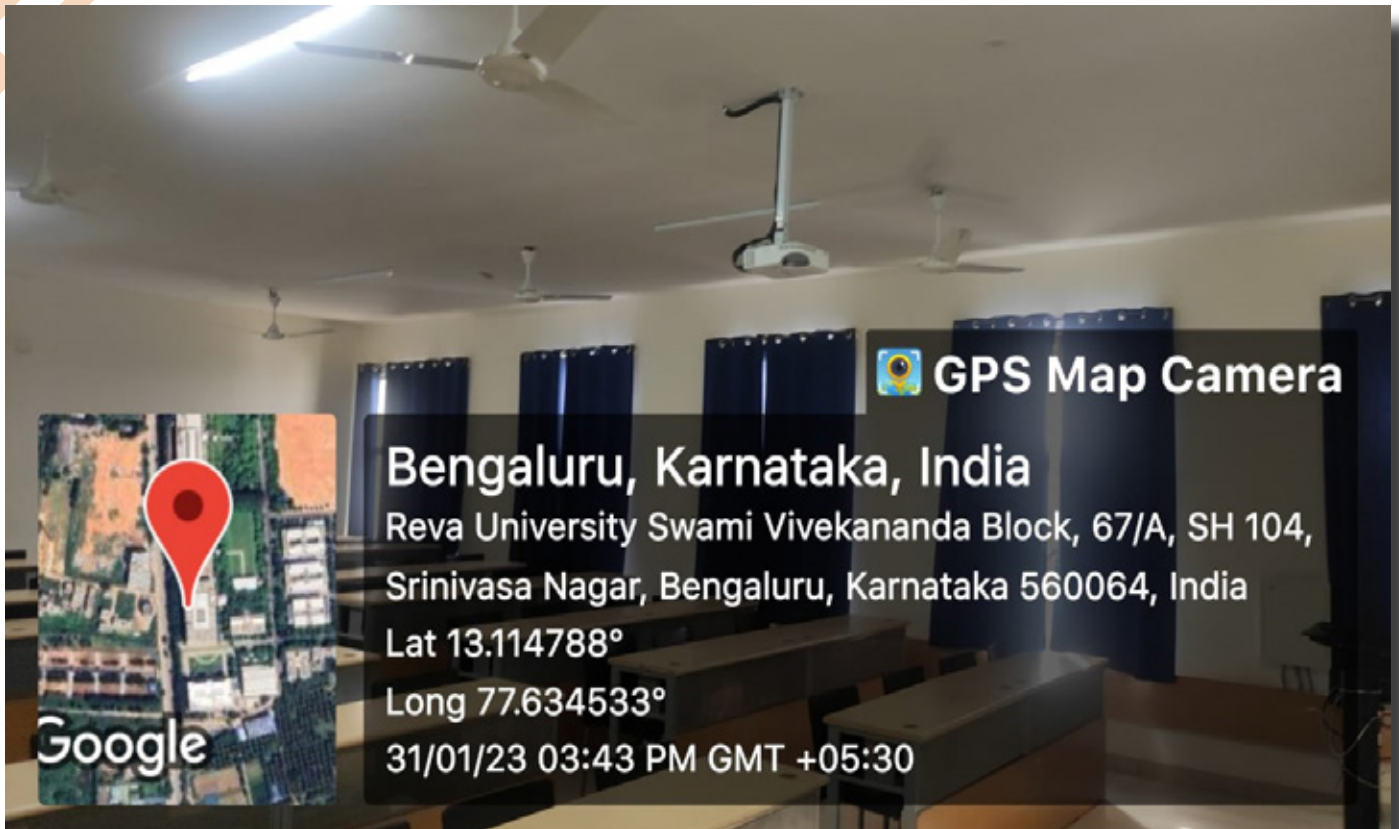 GPS Map Camera
Bengaluru, Karnataka, India
Reva University Swami Vivekananda Block, 67/A, SH 104,
Srinivasa Nagar, Bengaluru, Karnataka 560064, India
Lat 13.114788°
Long 77.634533°
31/01/23 03:43 PM GMT +05:30
Google